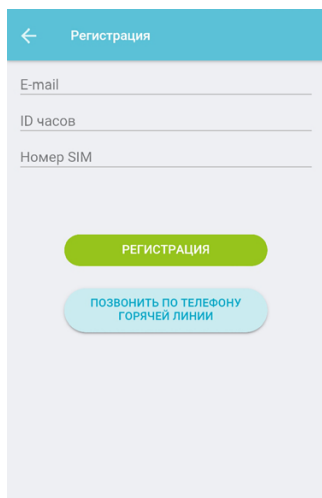 Регистрация
E-mail
ID часов
Номер SIM
РЕГИСТРАЦИЯ
ПОЗВОНИТЬ ПО ТЕЛЕФОНУ
ГОРЯЧЕЙ ЛИНИИ